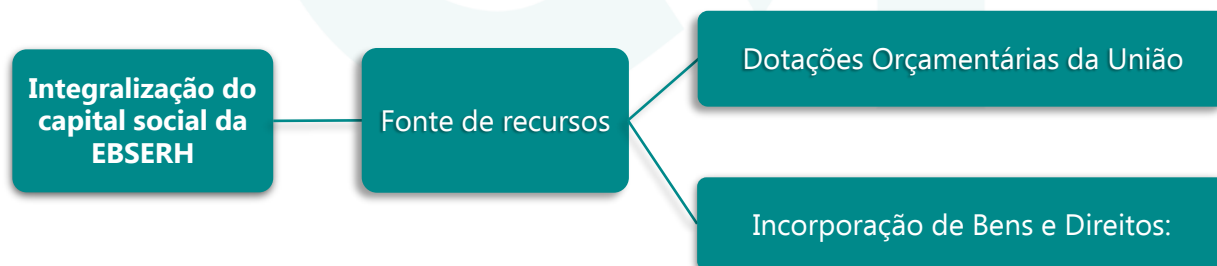 Integralização do
capital social da
EBSERH
Fonte de recursos
Dotações Orçamentárias da União
Incorporação de Bens e Direitos: